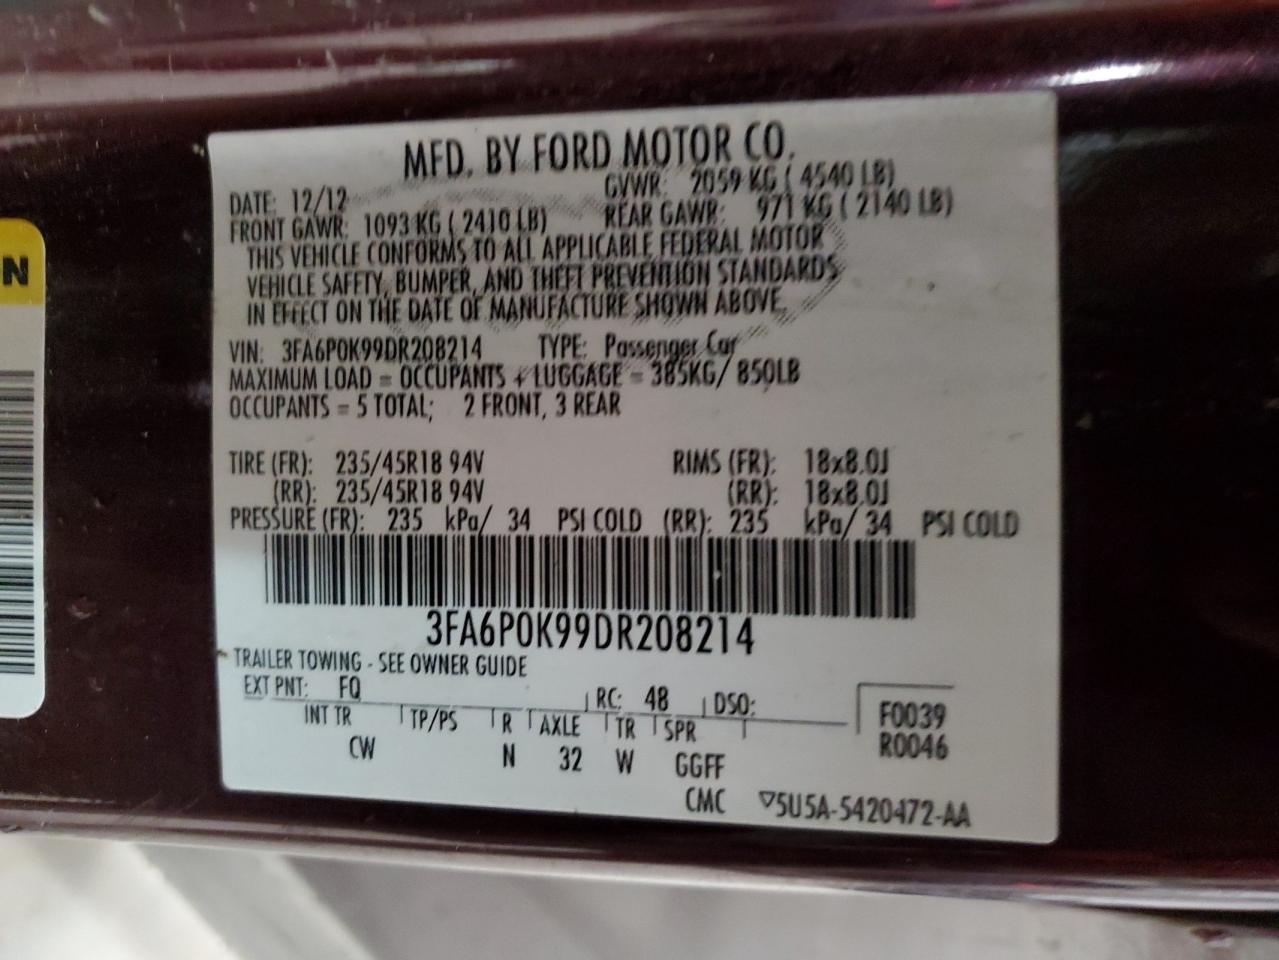 MFD. BY FORD MOTOR CO.
DATE: 12/12 GVWR: 2059 KG ( 4540 LB)
FRONT GAWR: 1093 KG ( 2410 LB) REAR GAWR: 971 KG ( 2140 LB)
THIS VEHICLE CONFORMS TO ALL APPLICABLE FEDERAL MOTOR
VEHICLE SAFETY, BUMPER, AND THEFT PREVENTION STANDARDS
IN EFFECT ON THE DATE OF MANUFACTURE SHOWN ABOVE.
VIN: 3FA6P0K99DR208214 TYPE: Passenger Car
MAXIMUM LOAD = OCCUPANTS + LUGGAGE = 385KG/ 850LB
OCCUPANTS = 5 TOTAL; 2 FRONT, 3 REAR
TIRE (FR): 235/45R18 94V RIMS (FR): 18x8.0J
(RR): 235/45R18 94V (RR): 18x8.0J
PRESSURE (FR): 235 kPa/ 34 PSI COLD (RR): 235 kPa/ 34 PSI COLD
3FA6P0K99DR208214
TRAILER TOWING - SEE OWNER GUIDE
EXT PNT: FQ RC: 48 DSO:
INT TR TP/PS R AXLE TR SPR
CW N 32 W GGFF
F0039
R0046
CMC ▽5U5A-5420472-AA
N